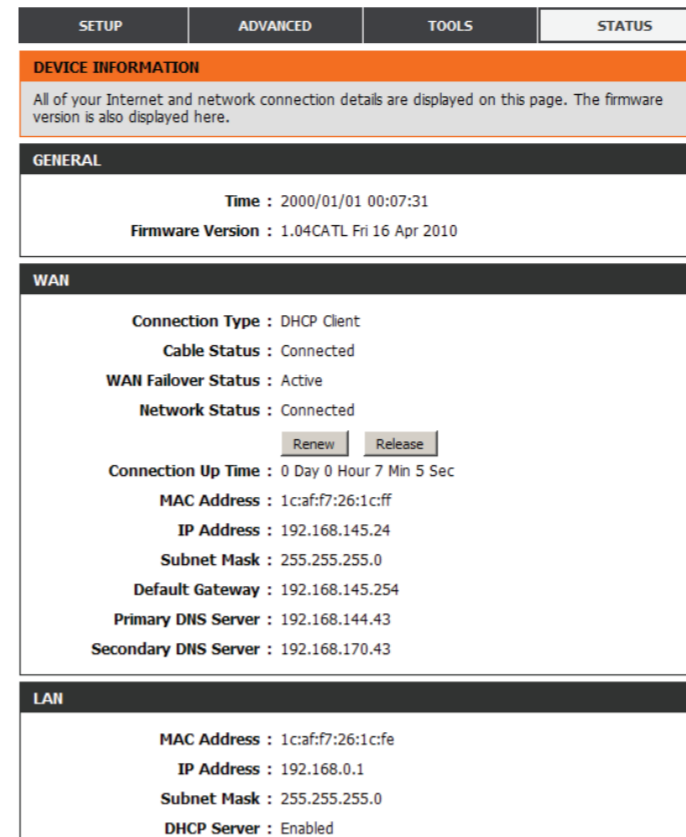 SETUP ADVANCED TOOLS STATUS
DEVICE INFORMATION
All of your Internet and network connection details are displayed on this page. The firmware
version is also displayed here.
GENERAL
Time : 2000/01/01 00:07:31
Firmware Version : 1.04CATL Fri 16 Apr 2010
WAN
Connection Type : DHCP Client
Cable Status : Connected
WAN Failover Status : Active
Network Status : Connected
Renew Release
Connection Up Time : 0 Day 0 Hour 7 Min 5 Sec
MAC Address : 1c:af:f7:26:1c:ff
IP Address : 192.168.145.24
Subnet Mask : 255.255.255.0
Default Gateway : 192.168.145.254
Primary DNS Server : 192.168.144.43
Secondary DNS Server : 192.168.170.43
LAN
MAC Address : 1c:af:f7:26:1c:fe
IP Address : 192.168.0.1
Subnet Mask : 255.255.255.0
DHCP Server : Enabled